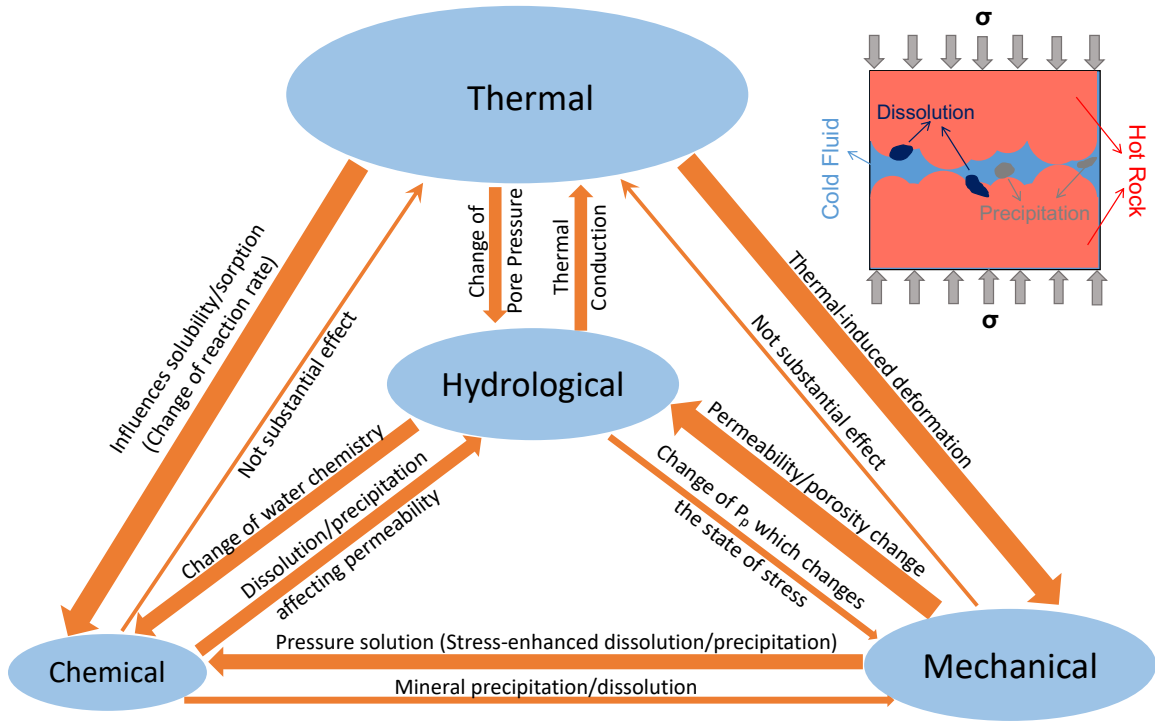 σ
Thermal
Dissolution
Cold Fluid
Hot Rock
Precipitation
σ
Influences solubility/sorption
(Change of reaction rate)
Not substantial effect
Change of
Pore Pressure
Thermal
Conduction
Thermal-induced deformation
Not substantial effect
Hydrological
Permeability/porosity change
Change of Pₚ which changes
the state of stress
Change of water chemistry
Dissolution/precipitation
affecting permeability
Pressure solution (Stress-enhanced dissolution/precipitation)
Chemical
Mechanical
Mineral precipitation/dissolution